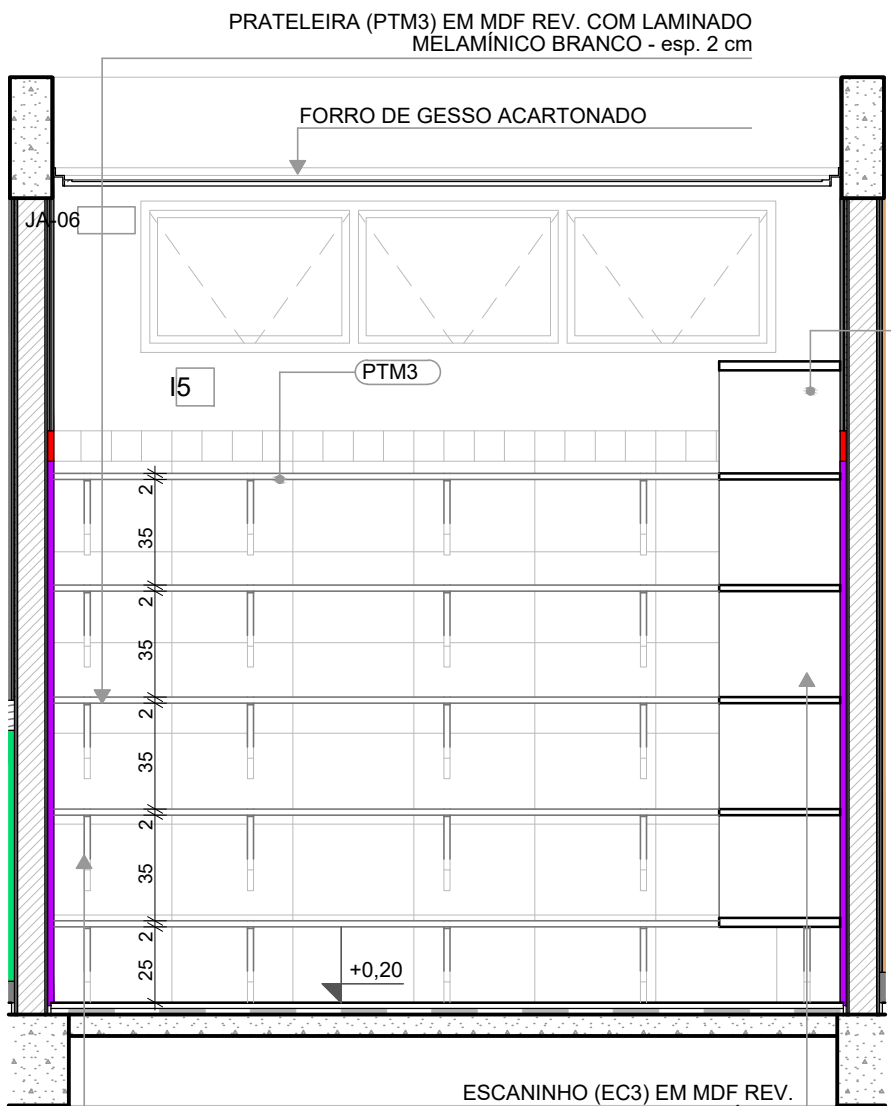 PRATELEIRA (PTM3) EM MDF REV. COM LAMINADO
MELAMÍNICO BRANCO - esp. 2 cm
FORRO DE GESSO ACARTONADO
JA-06
I5
PTM3
2
35
2
35
2
35
2
35
2
25
+0,20
ESCANINHO (EC3) EM MDF REV.